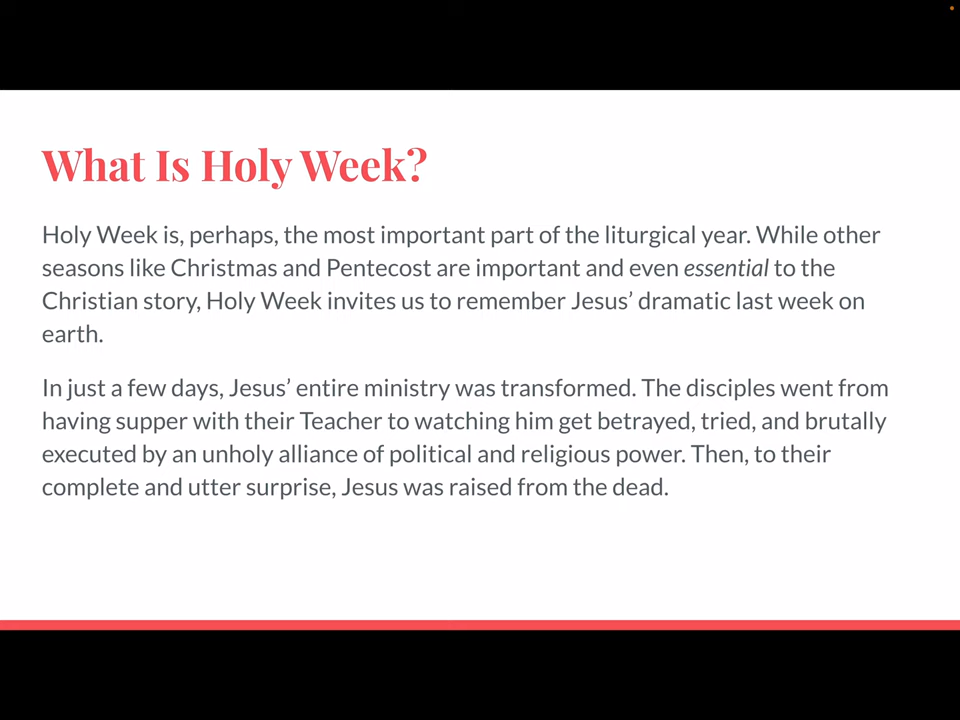 What Is Holy Week?
Holy Week is, perhaps, the most important part of the liturgical year. While other
seasons like Christmas and Pentecost are important and even essential to the
Christian story, Holy Week invites us to remember Jesus’ dramatic last week on
earth.
In just a few days, Jesus’ entire ministry was transformed. The disciples went from
having supper with their Teacher to watching him get betrayed, tried, and brutally
executed by an unholy alliance of political and religious power. Then, to their
complete and utter surprise, Jesus was raised from the dead.